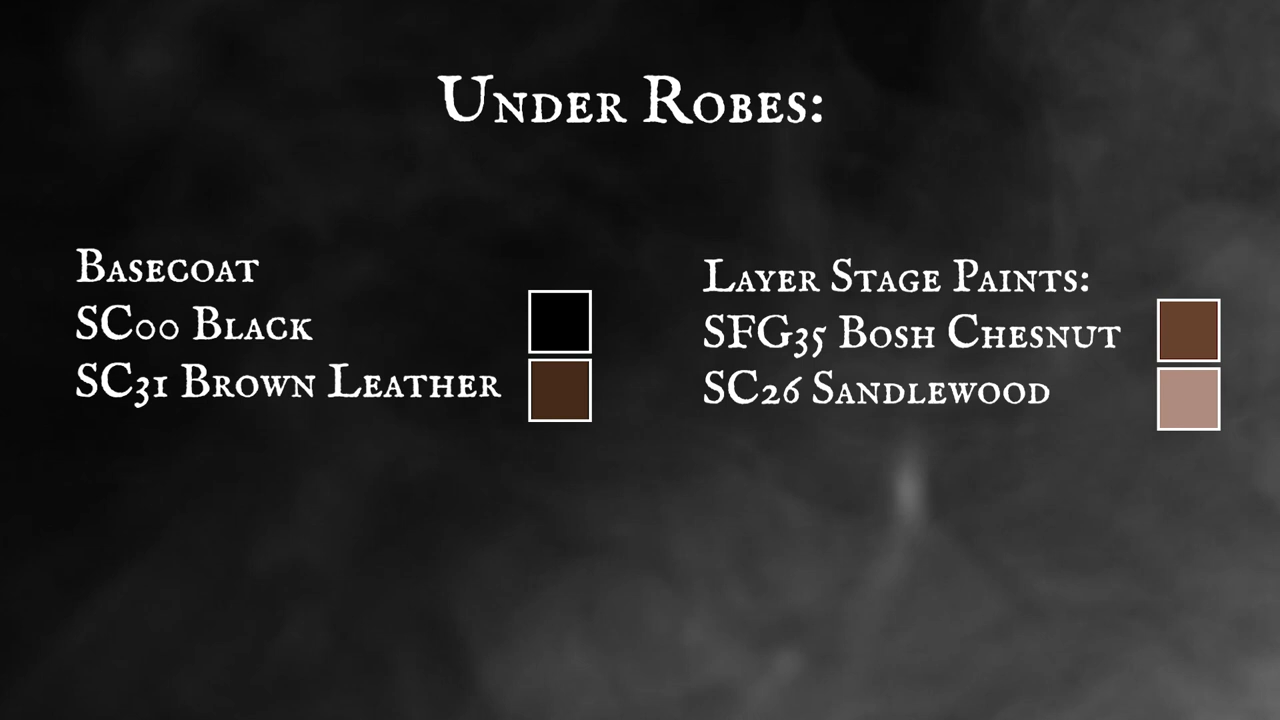 Under Robes:
Basecoat
SC00 Black
SC31 Brown Leather
Layer Stage Paints:
SFG35 Bosh Chesnut
SC26 Sandlewood